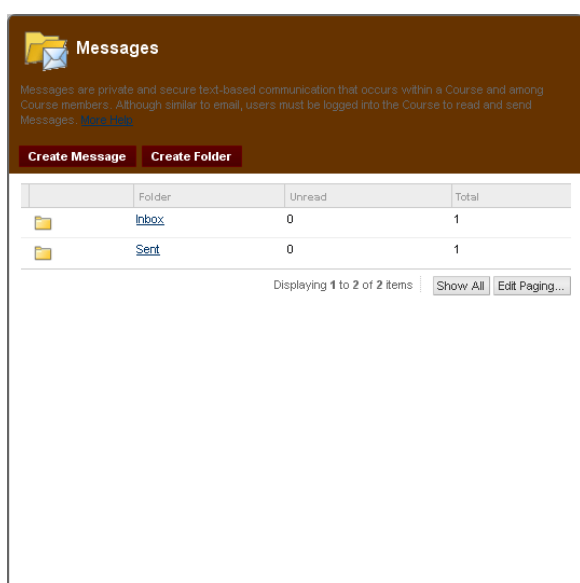 Messages
Messages are private and secure text-based communication that occurs within a Course and among
Course members. Although similar to email, users must be logged into the Course to read and send
Messages. More Help
Create Message Create Folder
Folder Unread Total
Inbox 0 1
Sent 0 1
Displaying 1 to 2 of 2 items Show All Edit Paging...